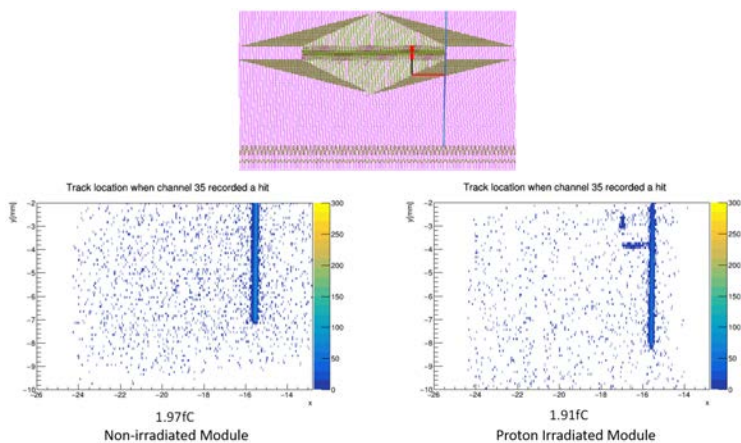 Track location when channel 35 recorded a hit
y[mm]
-2
-3
-4
-5
-6
-7
-8
-9
-10
-26 -24 -22 -20 -18 -16 -14
x
300
250
200
150
100
50
0
1.97fC
Non-irradiated Module
Track location when channel 35 recorded a hit
y[mm]
-2
-3
-4
-5
-6
-7
-8
-9
-10
-26 -24 -22 -20 -18 -16 -14
x
300
250
200
150
100
50
0
1.91fC
Proton Irradiated Module